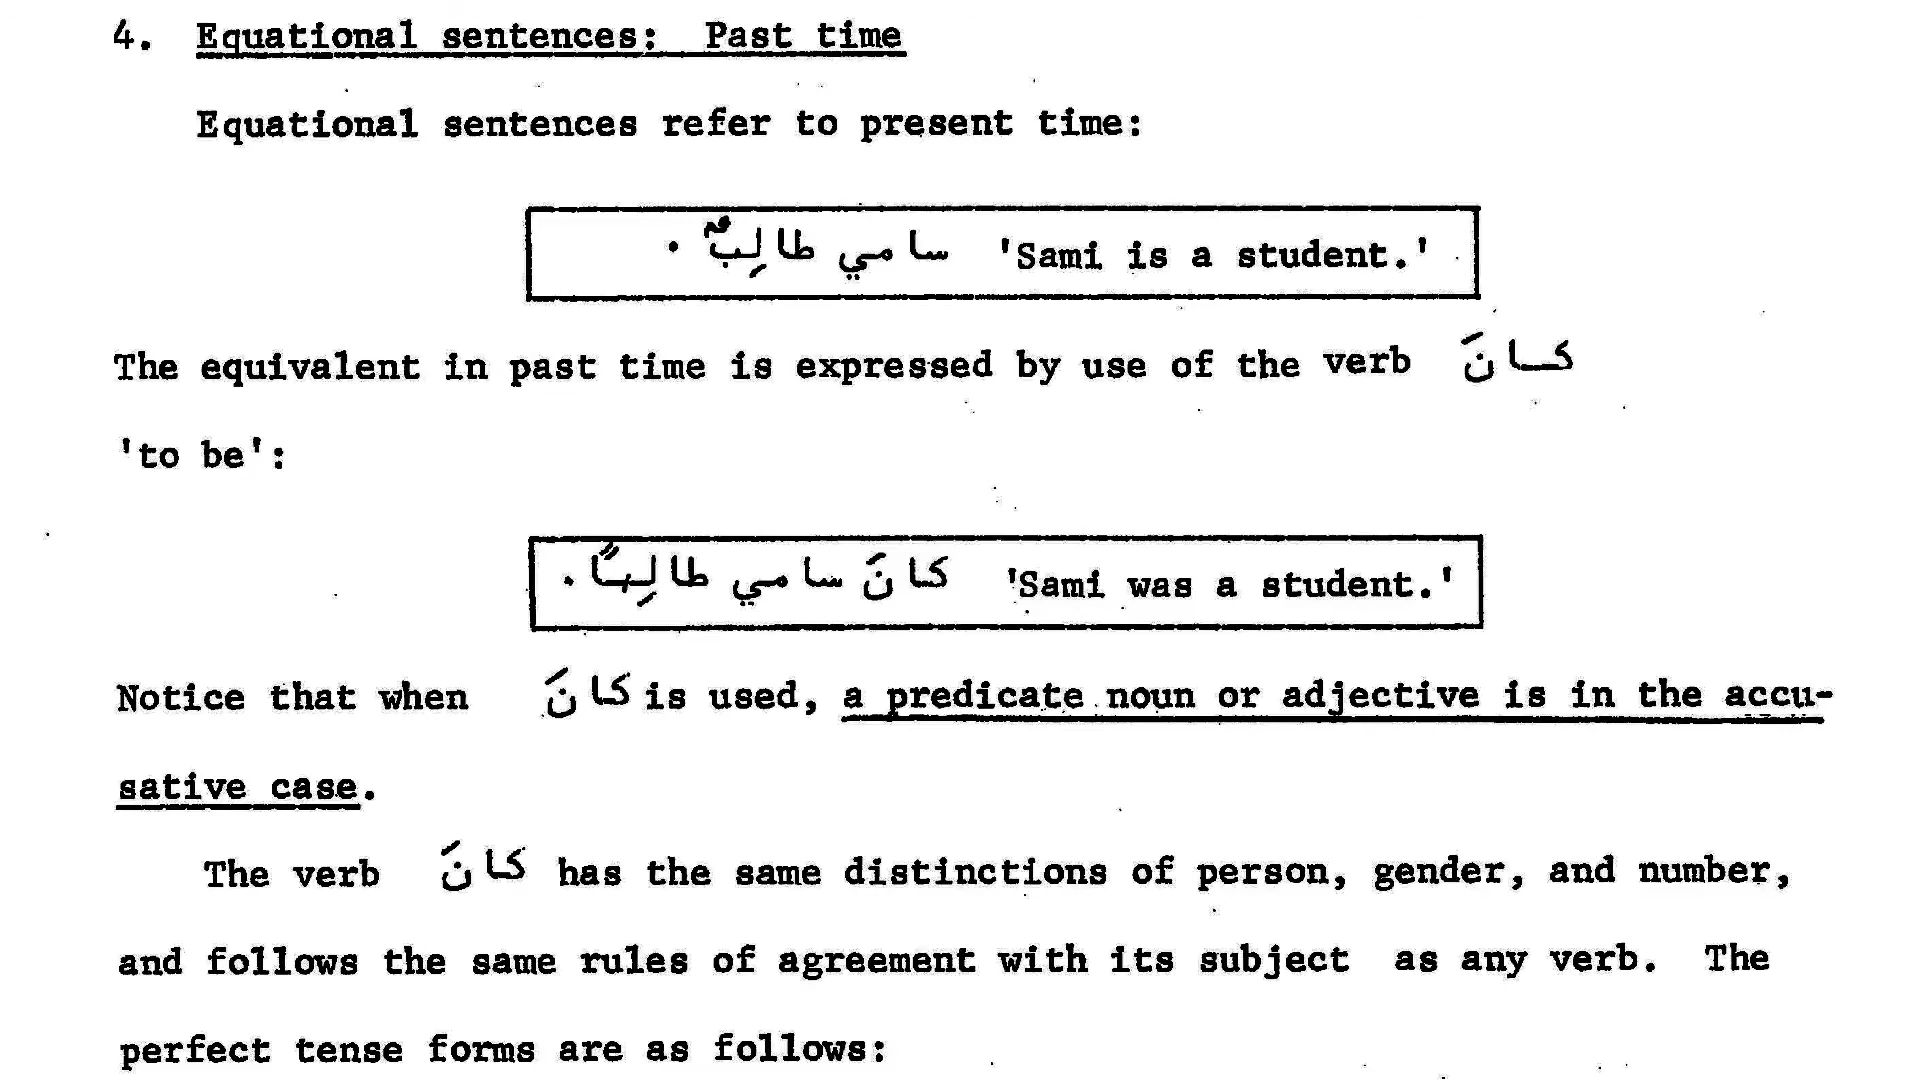 4. Equational sentences: Past time
Equational sentences refer to present time:
سامي طالِبٌ . 'Sami is a student.'
The equivalent in past time is expressed by use of the verb كـانَ
'to be':
كانَ سامي طالِبـًا . 'Sami was a student.'
Notice that when كانَ is used, a predicate noun or adjective is in the accu-
sative case.
The verb كانَ has the same distinctions of person, gender, and number,
and follows the same rules of agreement with its subject as any verb. The
perfect tense forms are as follows: